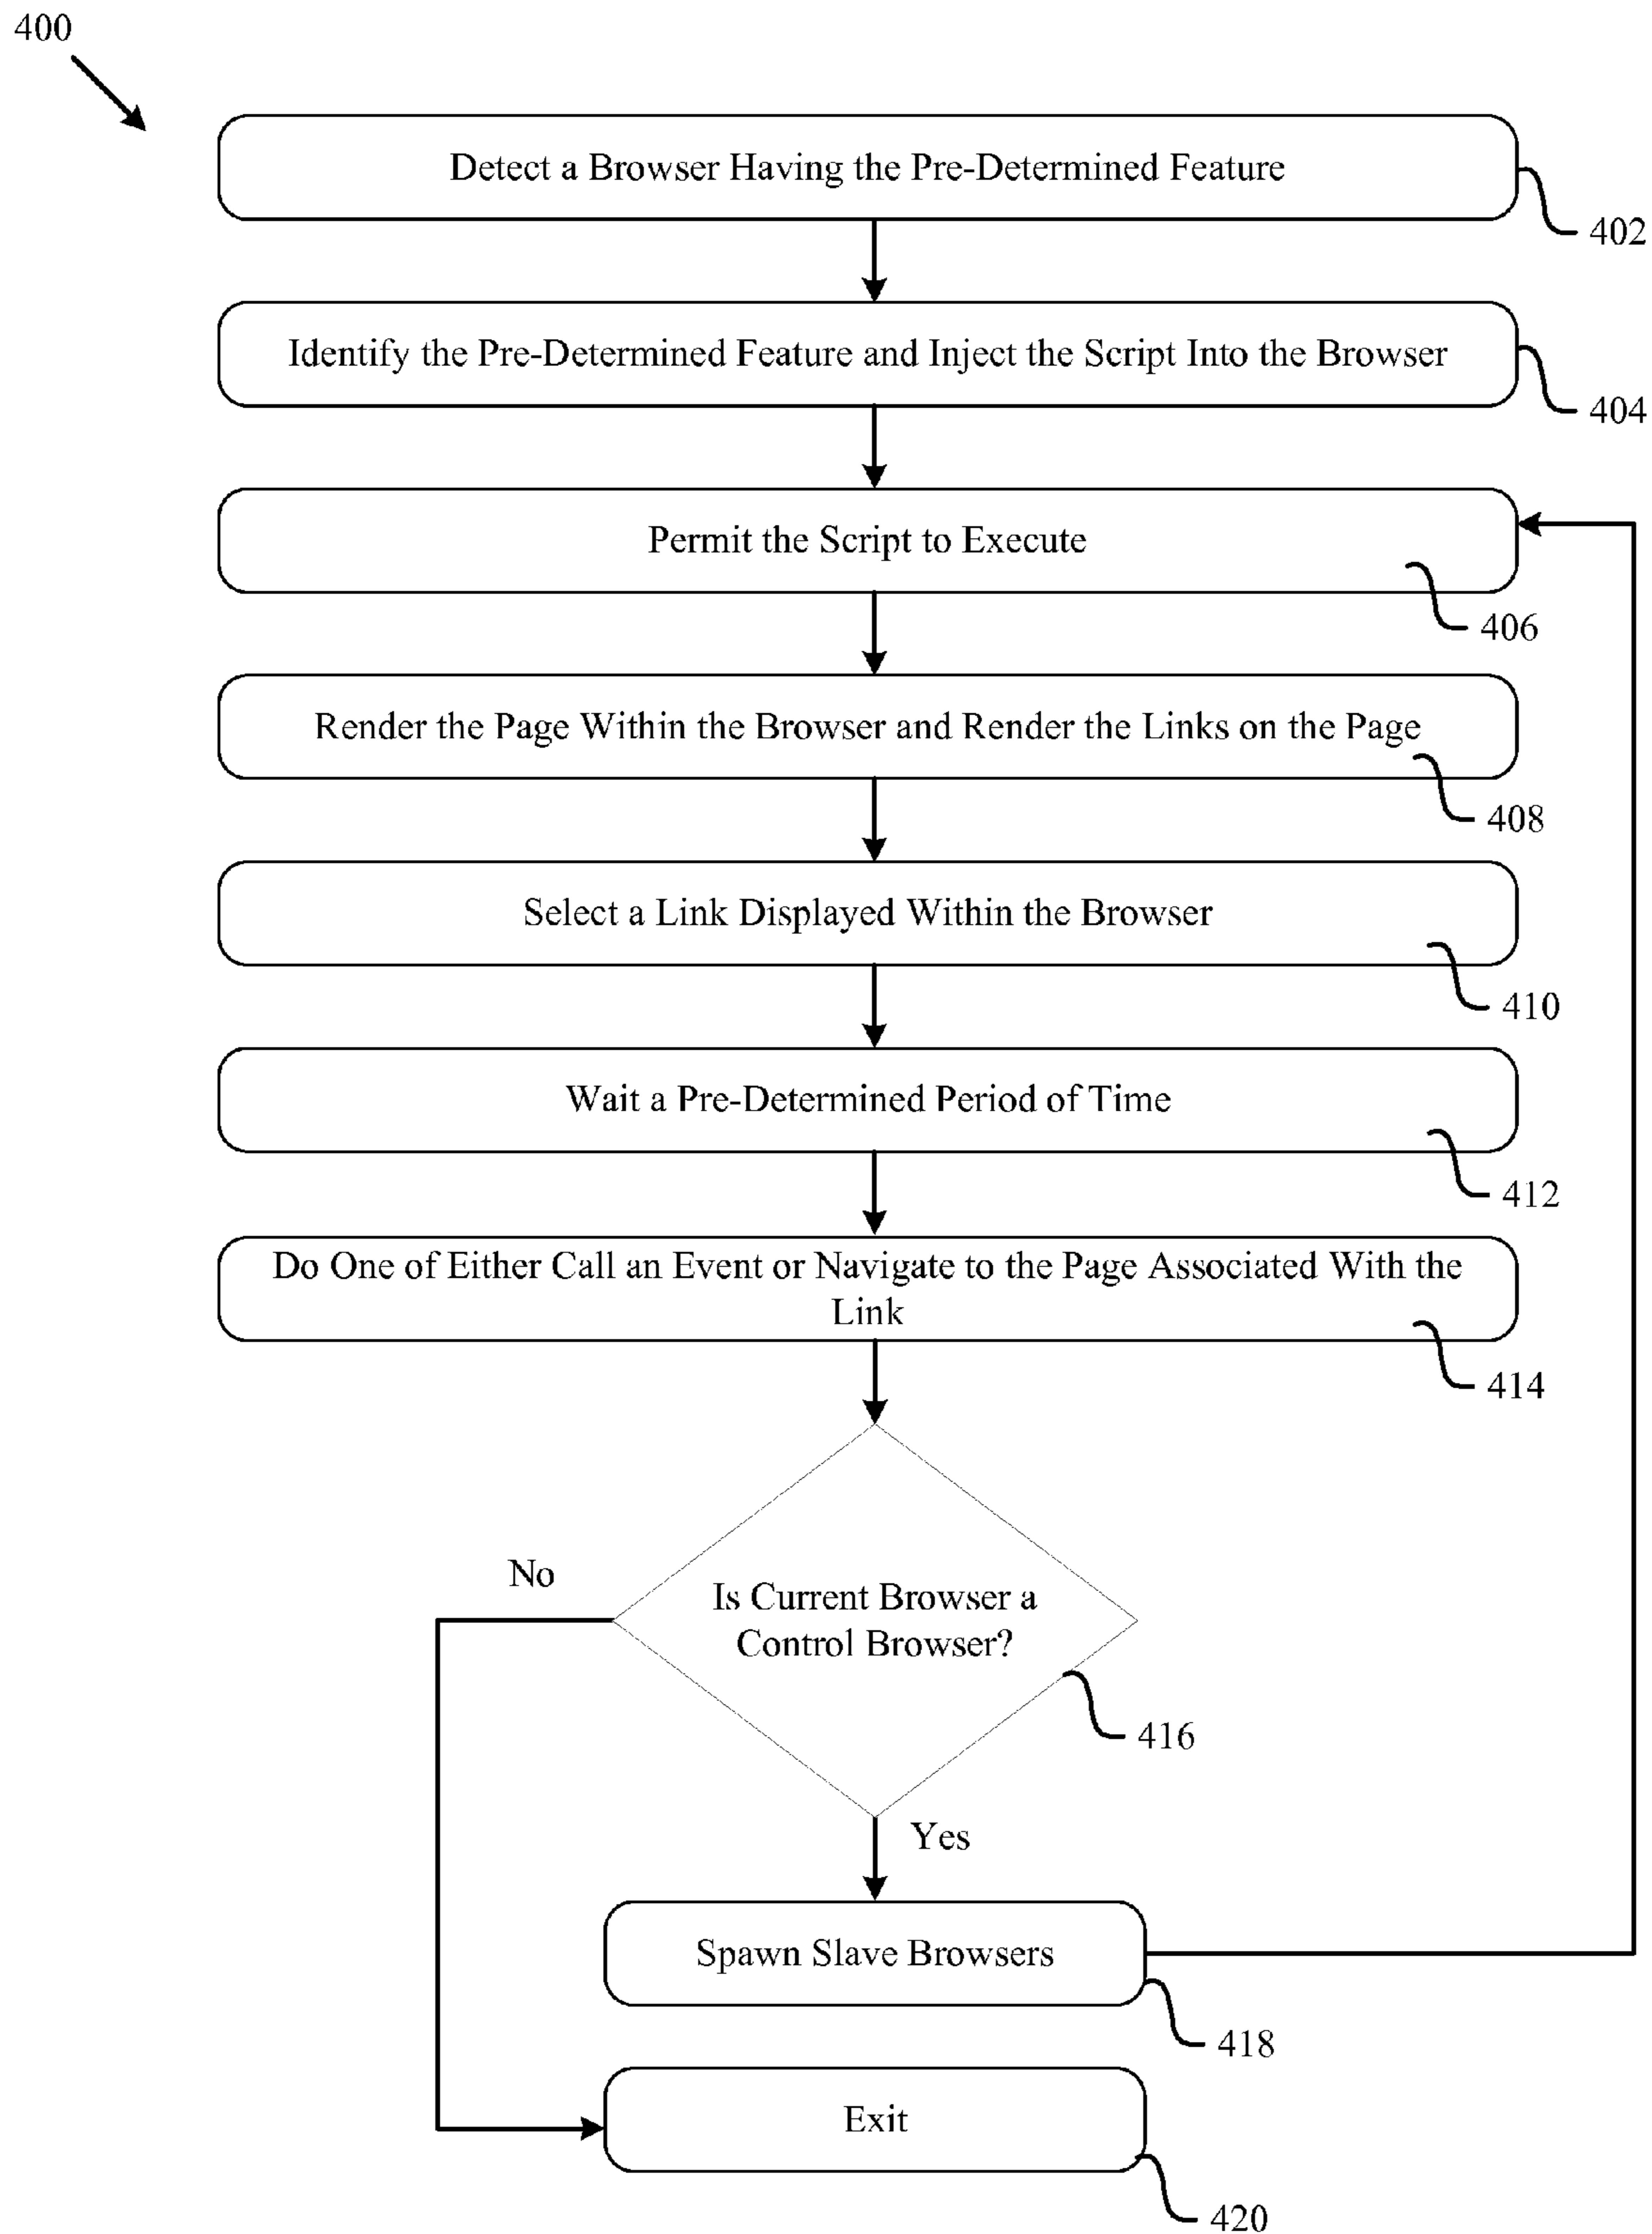 400
Detect a Browser Having the Pre-Determined Feature
402
Identify the Pre-Determined Feature and Inject the Script Into the Browser
404
Permit the Script to Execute
406
Render the Page Within the Browser and Render the Links on the Page
408
Select a Link Displayed Within the Browser
410
Wait a Pre-Determined Period of Time
412
Do One of Either Call an Event or Navigate to the Page Associated With the
Link
414
No
Is Current Browser a
Control Browser?
416
Yes
Spawn Slave Browsers
418
Exit
420